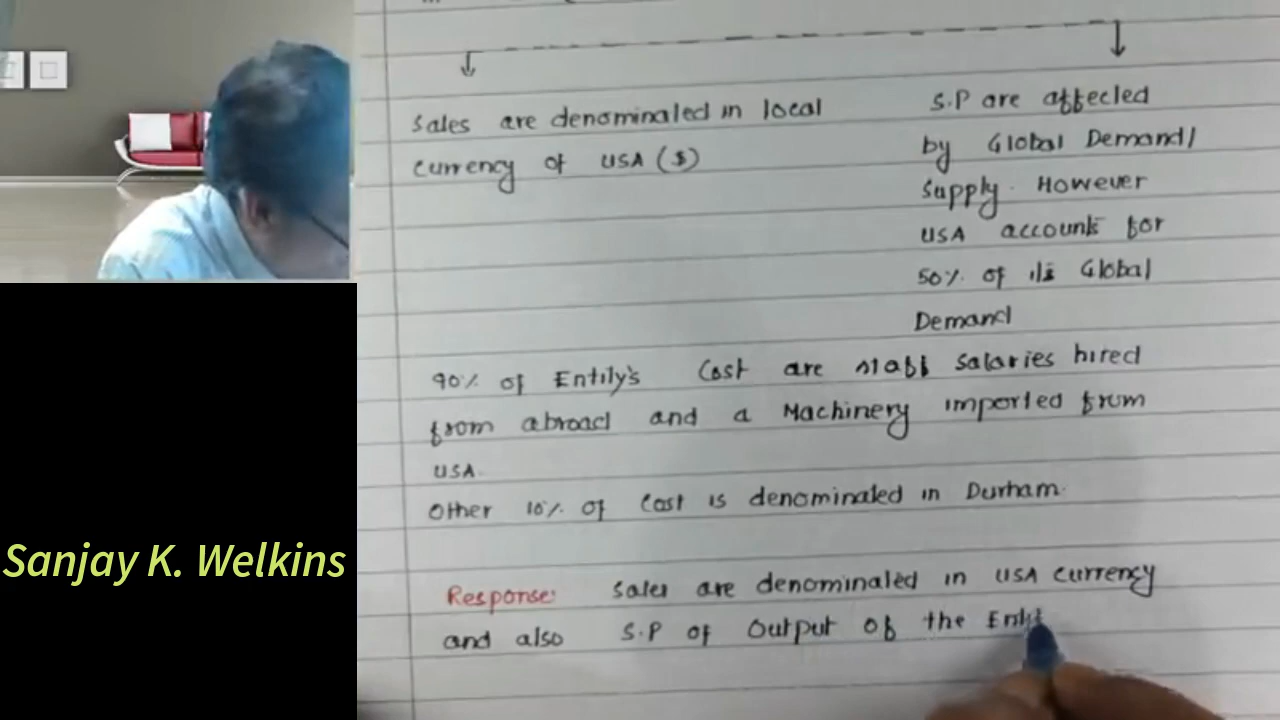 Sales are denominated in local
currency of USA ($)
S.P are affected
by Global Demand/
Supply. However
USA accounts for
50% of its Global
Demand
90% of Entity's Cost are staff salaries hired
from abroad and a Machinery imported from
USA.
Other 10% of Cost is denominated in Durham.
Response: Sales are denominated in USA currency
and also S.P of Output of the Entit
Sanjay K. Welkins